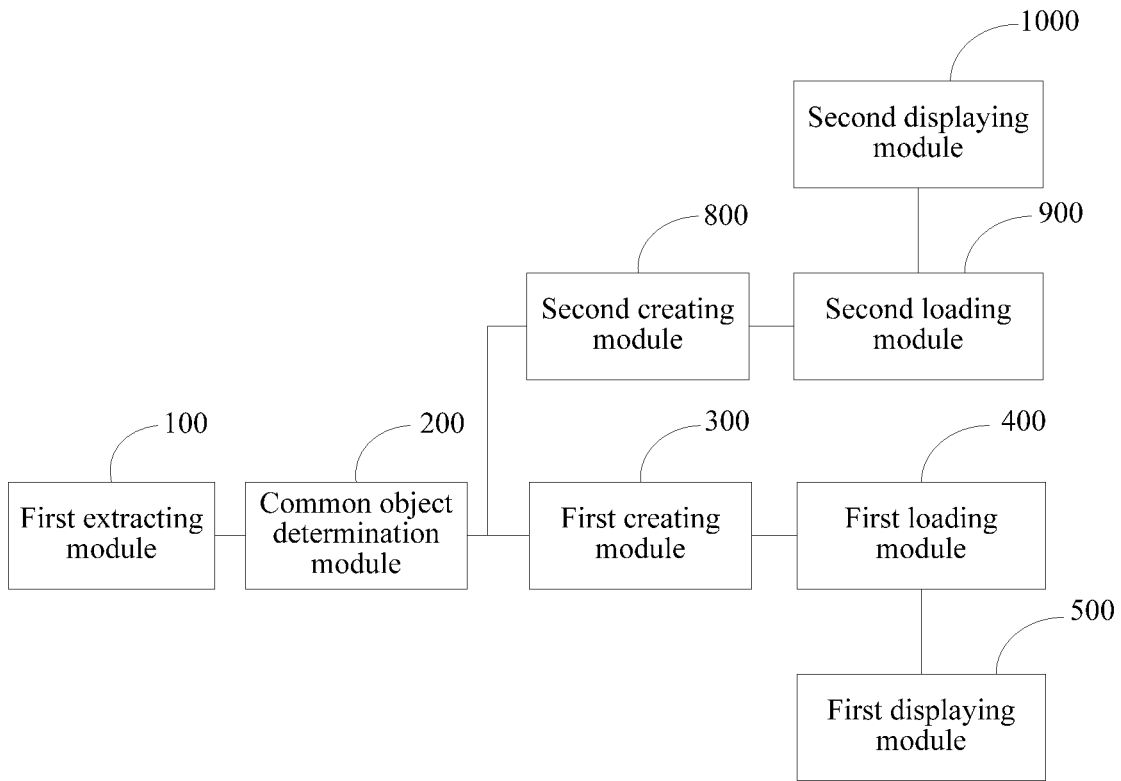 1000
Second displaying
module
800
900
Second creating
module
Second loading
module
100
200
300
400
First extracting
module
Common object
determination
module
First creating
module
First loading
module
500
First displaying
module